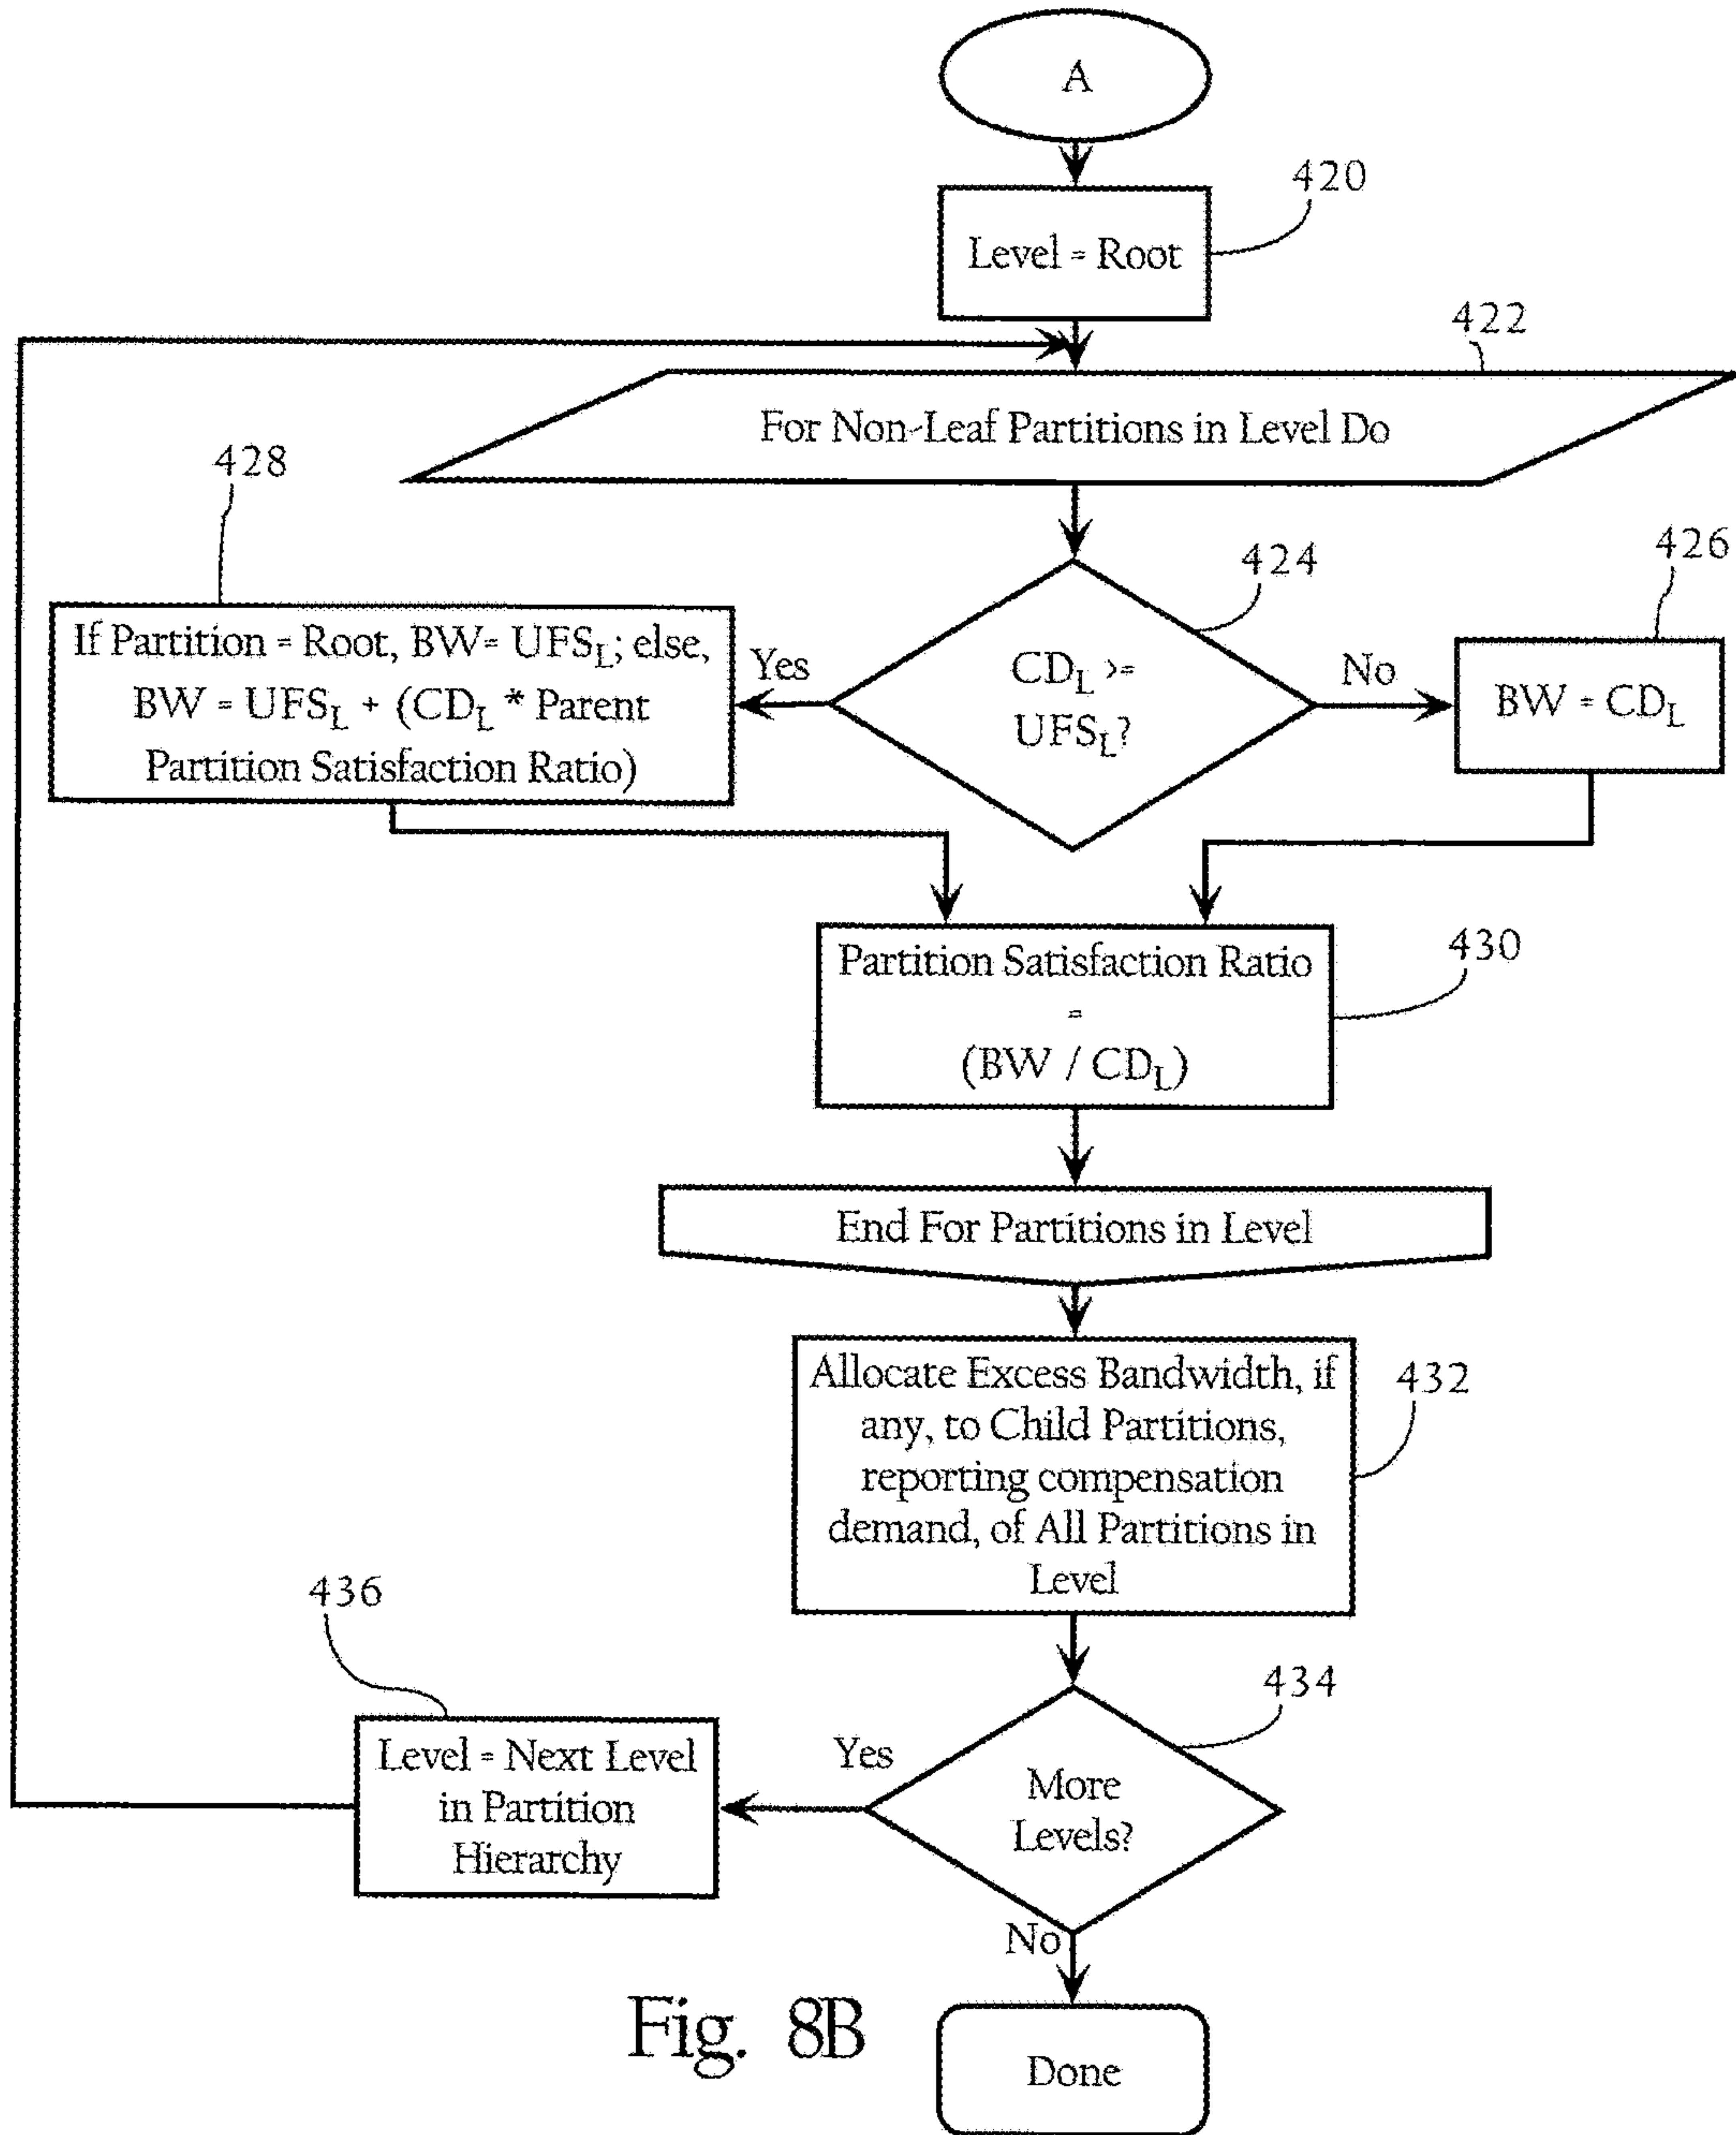 A
420
Level = Root
422
For Non-Leaf Partitions in Level Do
428
424
426
If Partition = Root, BW= UFS_L; else,
BW = UFS_L + (CD_L * Parent
Partition Satisfaction Ratio)
Yes
CD_L >=
UFS_L?
No
BW = CD_L
430
Partition Satisfaction Ratio
=
(BW / CD_L)
End For Partitions in Level
432
Allocate Excess Bandwidth, if
any, to Child Partitions,
reporting compensation
demand, of All Partitions in
Level
436
434
Level = Next Level
in Partition
Hierarchy
Yes
More
Levels?
No
Fig. 8B
Done